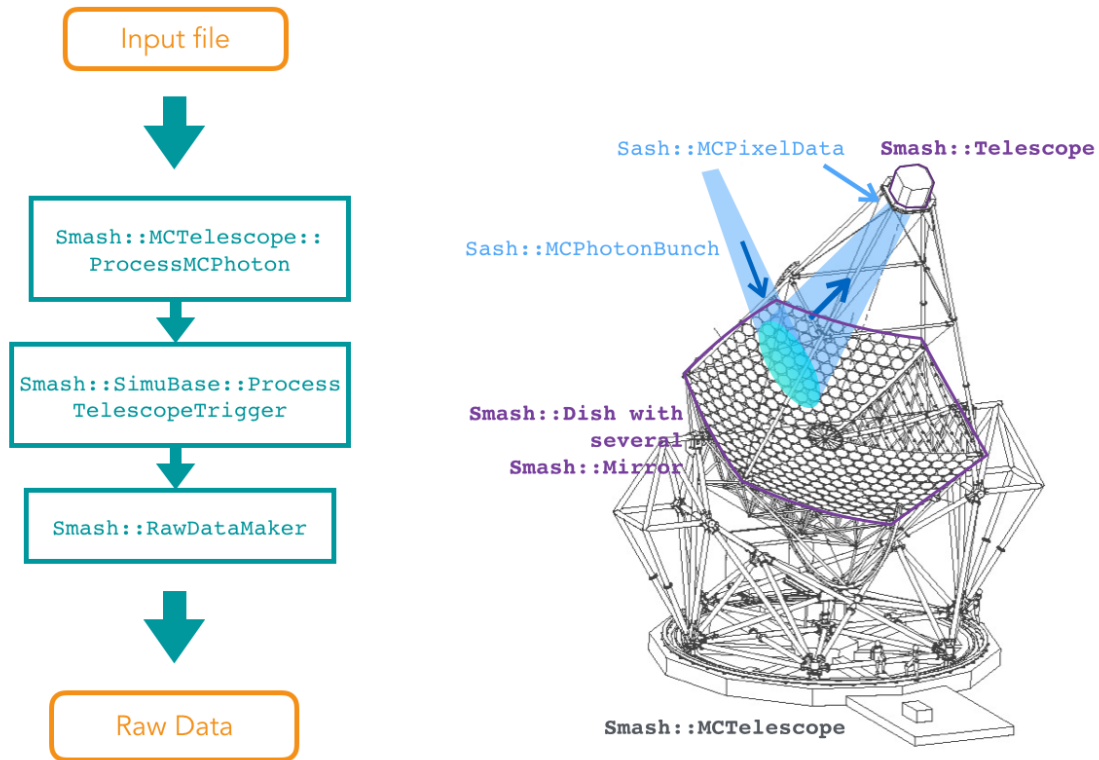 Input file
Smash::MCTelescope::
ProcessMCPhoton
Smash::SimuBase::Process
TelescopeTrigger
Smash::RawDataMaker
Raw Data
Sash::MCPixelData
Smash::Telescope
Sash::MCPhotonBunch
Smash::Dish with
several
Smash::Mirror
Smash::MCTelescope